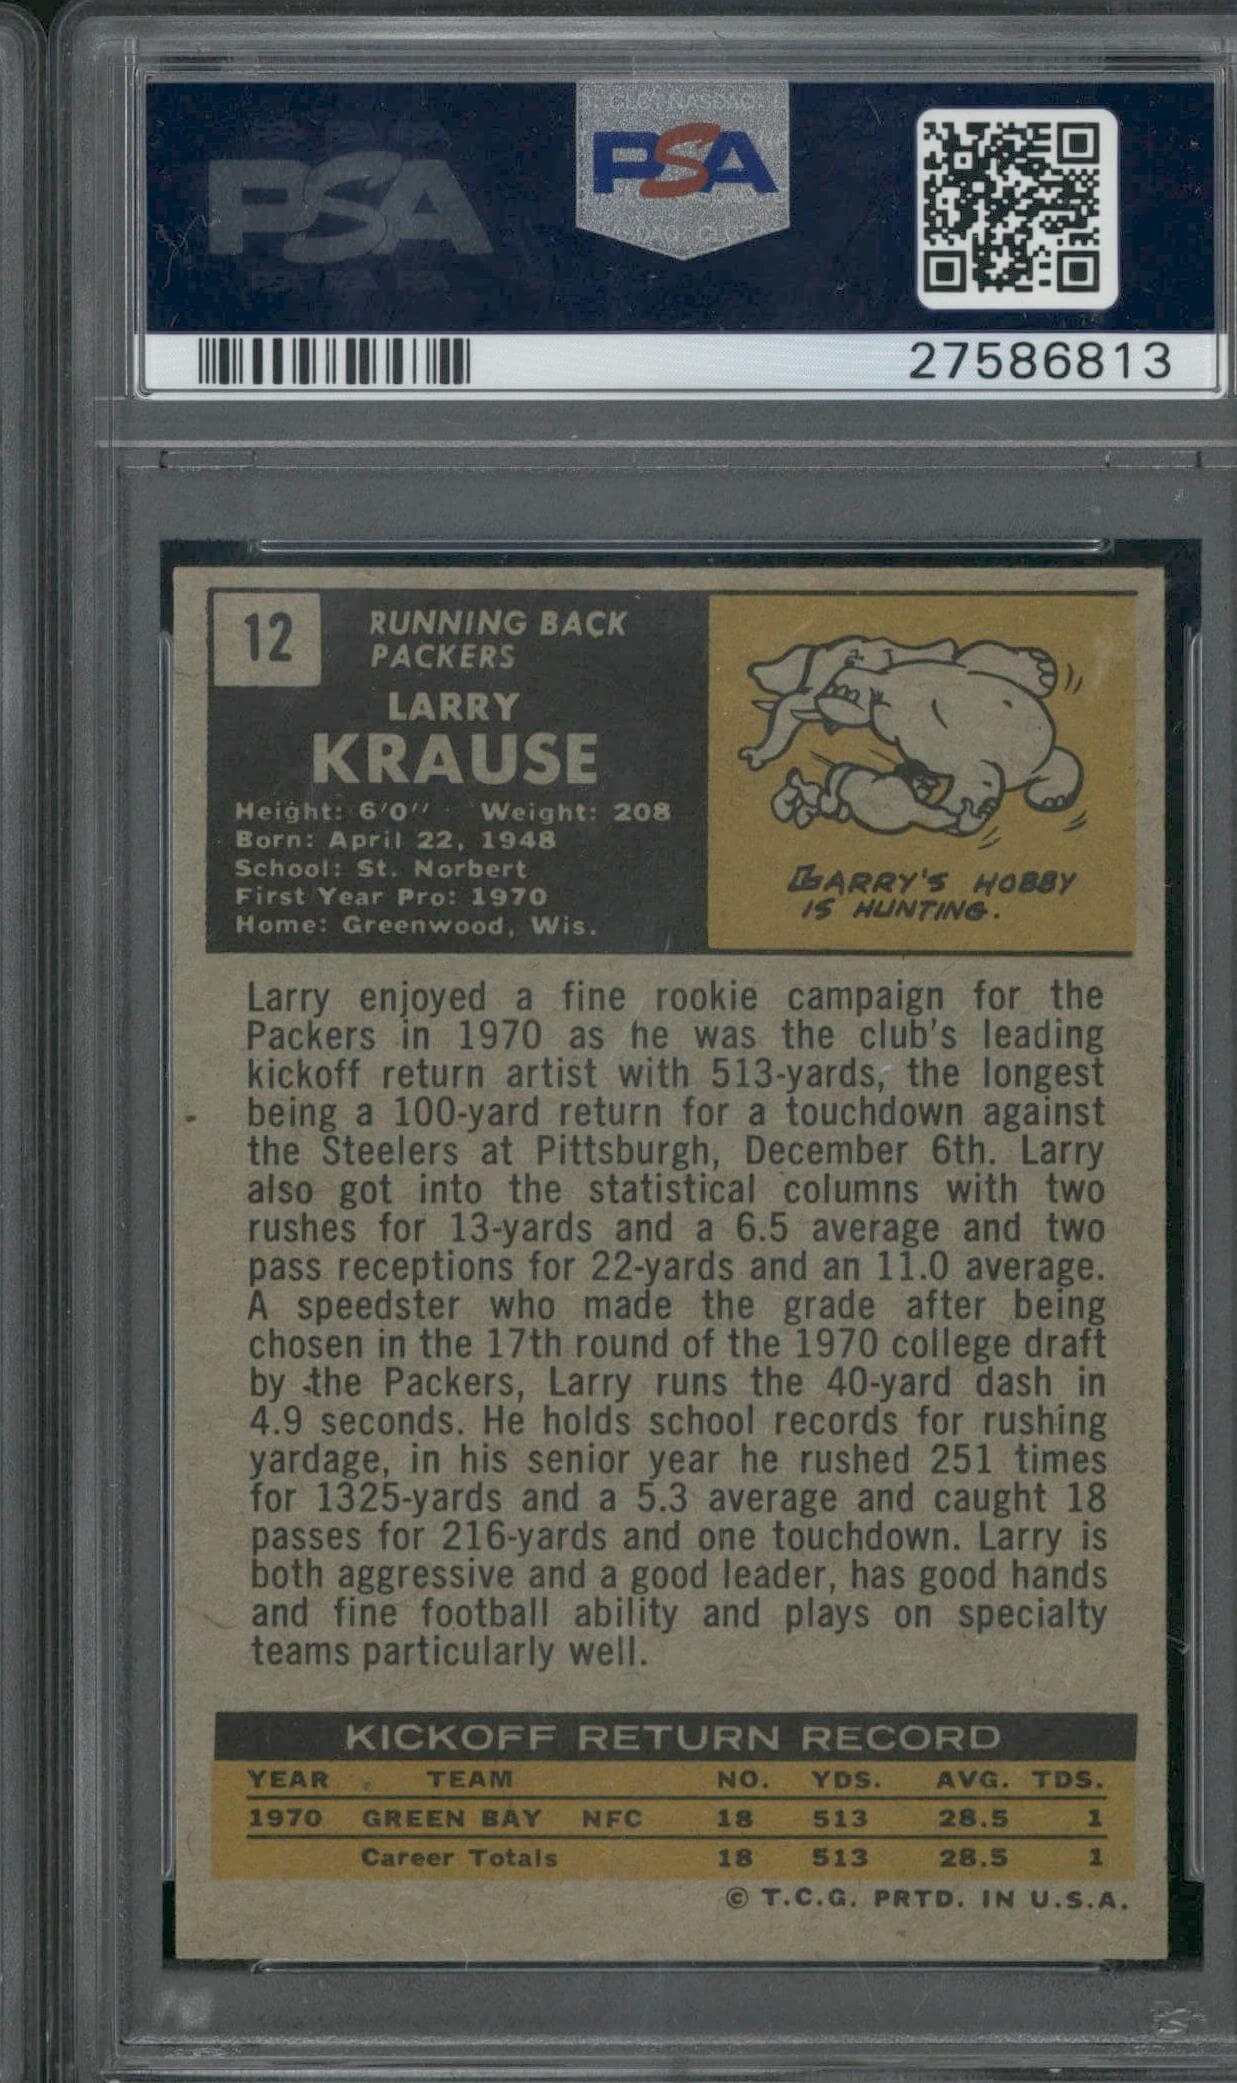 CLCT NASDAQ
PSA
PSA
27586813
12
RUNNING BACK
PACKERS
LARRY
KRAUSE
Height: 6'0" Weight: 208
Born: April 22, 1948
School: St. Norbert
First Year Pro: 1970
Home: Greenwood, Wis.
LARRY'S HOBBY
IS HUNTING.
Larry enjoyed a fine rookie campaign for the
Packers in 1970 as he was the club's leading
kickoff return artist with 513-yards, the longest
being a 100-yard return for a touchdown against
the Steelers at Pittsburgh, December 6th. Larry
also got into the statistical columns with two
rushes for 13-yards and a 6.5 average and two
pass receptions for 22-yards and an 11.0 average.
A speedster who made the grade after being
chosen in the 17th round of the 1970 college draft
by the Packers, Larry runs the 40-yard dash in
4.9 seconds. He holds school records for rushing
yardage, in his senior year he rushed 251 times
for 1325-yards and a 5.3 average and caught 18
passes for 216-yards and one touchdown. Larry is
both aggressive and a good leader, has good hands
and fine football ability and plays on specialty
teams particularly well.
KICKOFF RETURN RECORD
YEAR TEAM NO. YDS. AVG. TDS.
1970 GREEN BAY NFC 18 513 28.5 1
Career Totals 18 513 28.5 1
© T.C.G. PRTD. IN U.S.A.